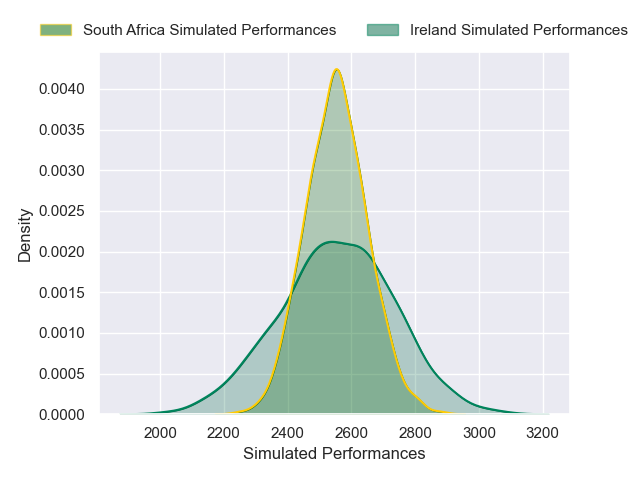 South Africa Simulated Performances Ireland Simulated Performances
0.0040
0.0035
0.0030
0.0025
0.0020
0.0015
0.0010
0.0005
0.0000
Density
2000 2200 2400 2600 2800 3000 3200
Simulated Performances